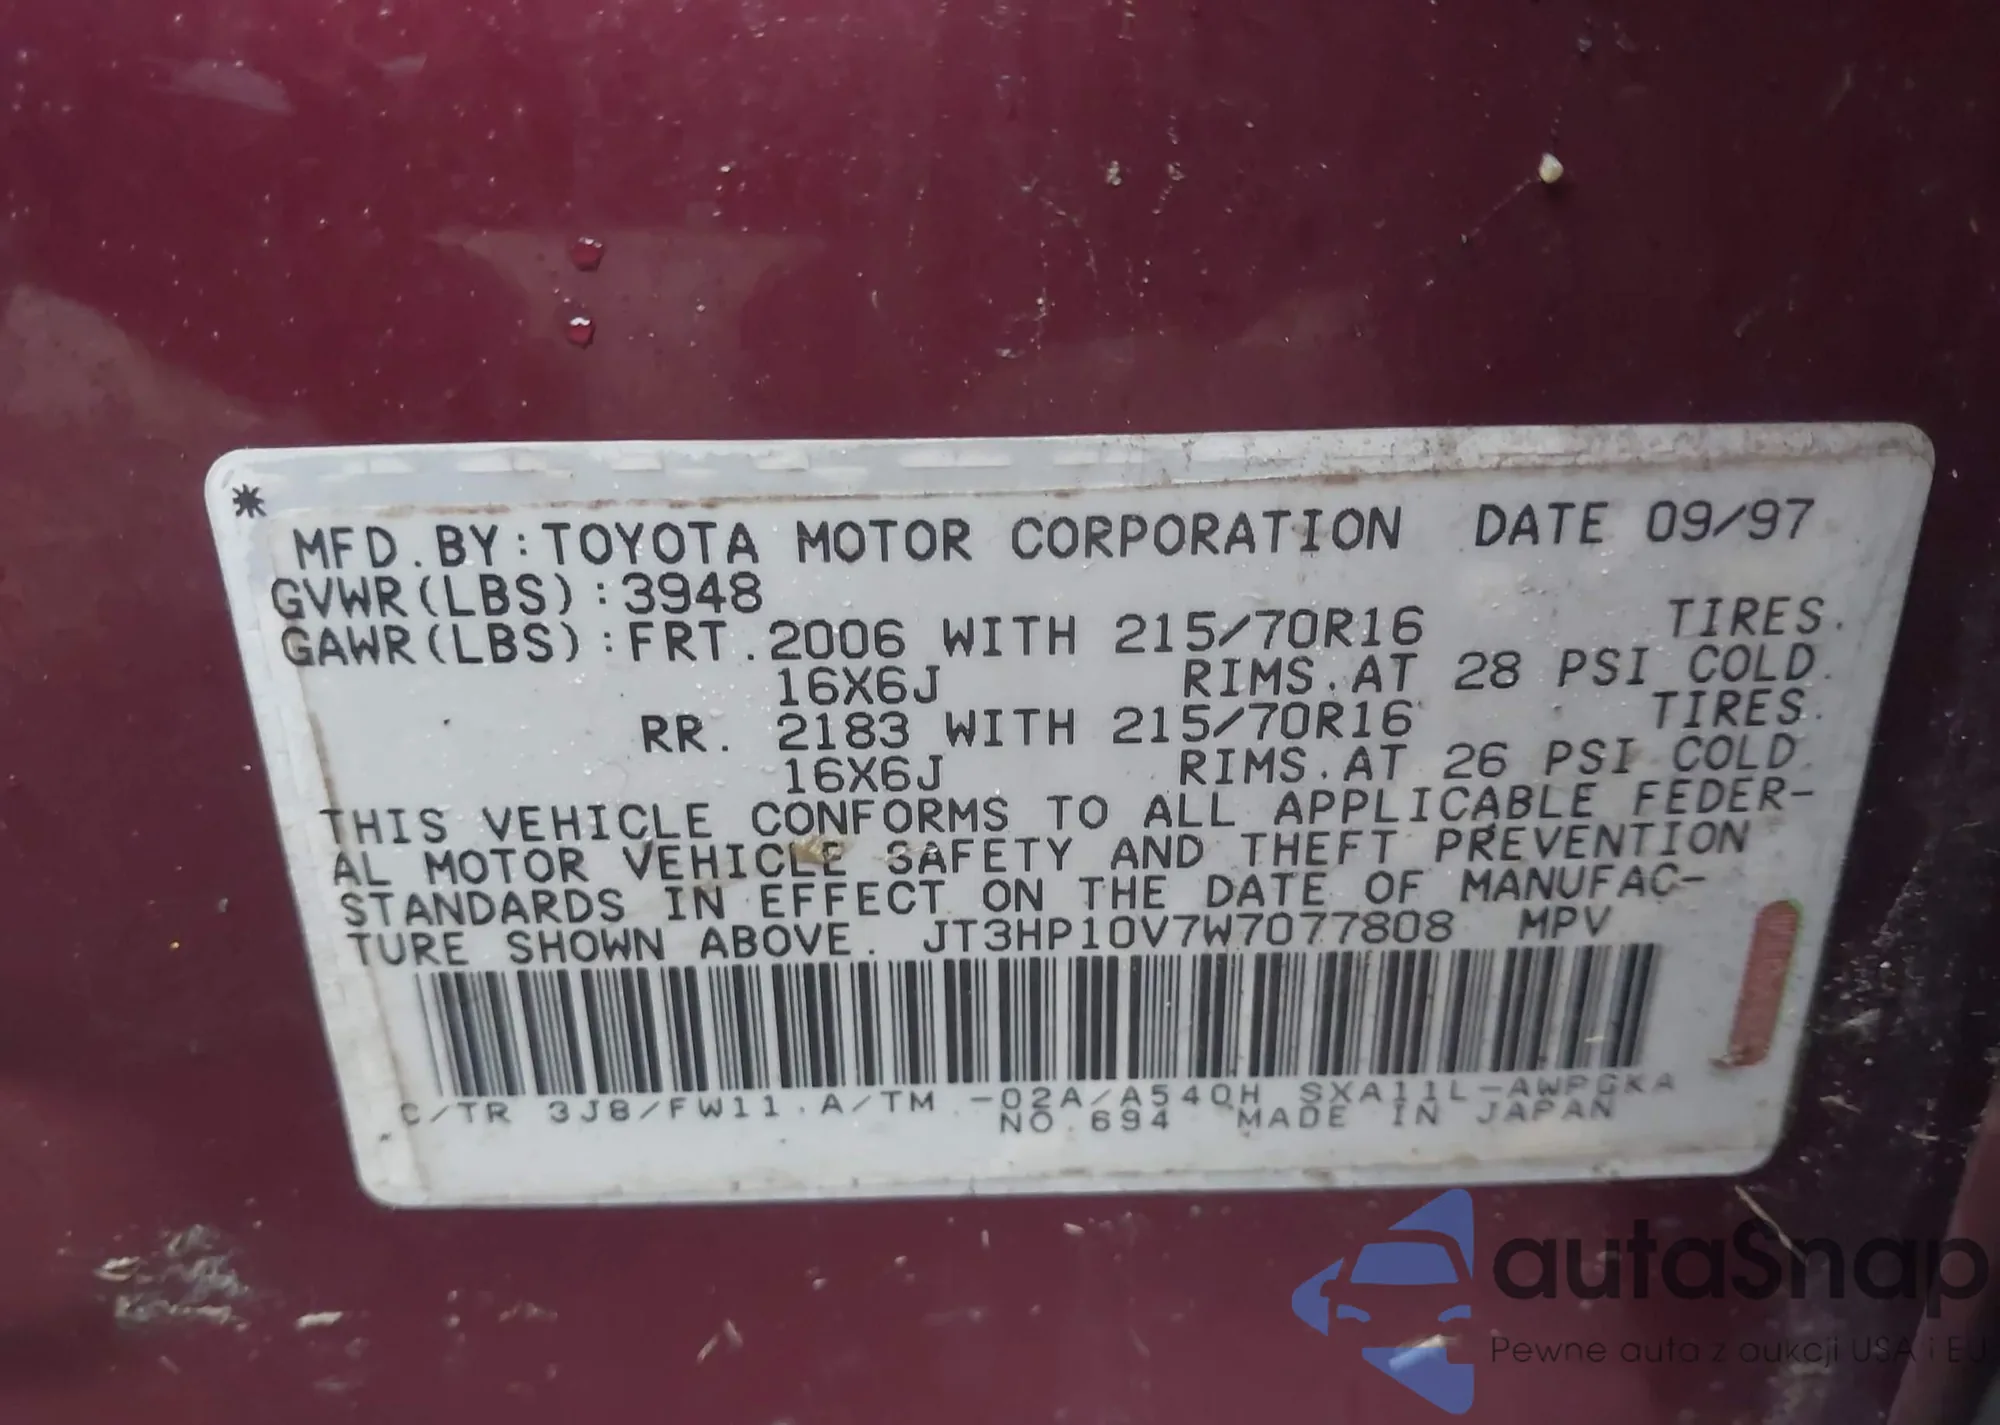 *
MFD.BY:TOYOTA MOTOR CORPORATION DATE 09/97
GVWR(LBS):3948
GAWR(LBS):FRT.2006 WITH 215/70R16 TIRES.
16X6J RIMS.AT 28 PSI COLD.
RR. 2183 WITH 215/70R16 TIRES.
16X6J RIMS.AT 26 PSI COLD.
THIS VEHICLE CONFORMS TO ALL APPLICABLE FEDER-
AL MOTOR VEHICLE SAFETY AND THEFT PREVENTION
STANDARDS IN EFFECT ON THE DATE OF MANUFAC-
TURE SHOWN ABOVE. JT3HP10V7W7077808 MPV
C/TR 3J8/FW11.A/TM -02A/A540H SXA11L-AWPGKA
NO.694 MADE IN JAPAN
autaSnap
Pewne auta z aukcji USA i EU